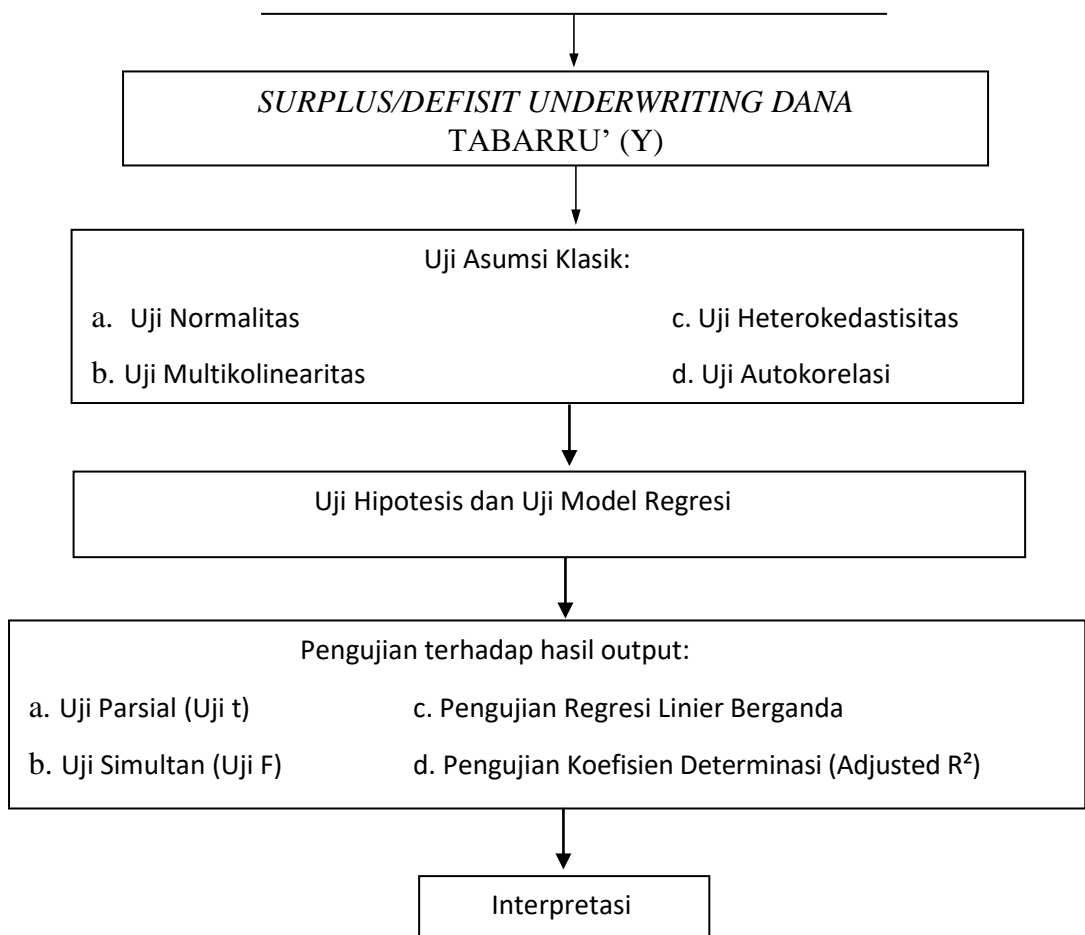 SURPLUS/DEFISIT UNDERWRITING DANA
TABARRU’ (Y)
Uji Asumsi Klasik:
a. Uji Normalitas
c. Uji Heterokedastisitas
b. Uji Multikolinearitas
d. Uji Autokorelasi
Uji Hipotesis dan Uji Model Regresi
Pengujian terhadap hasil output:
a. Uji Parsial (Uji t)
c. Pengujian Regresi Linier Berganda
b. Uji Simultan (Uji F)
d. Pengujian Koefisien Determinasi (Adjusted R²)
Interpretasi